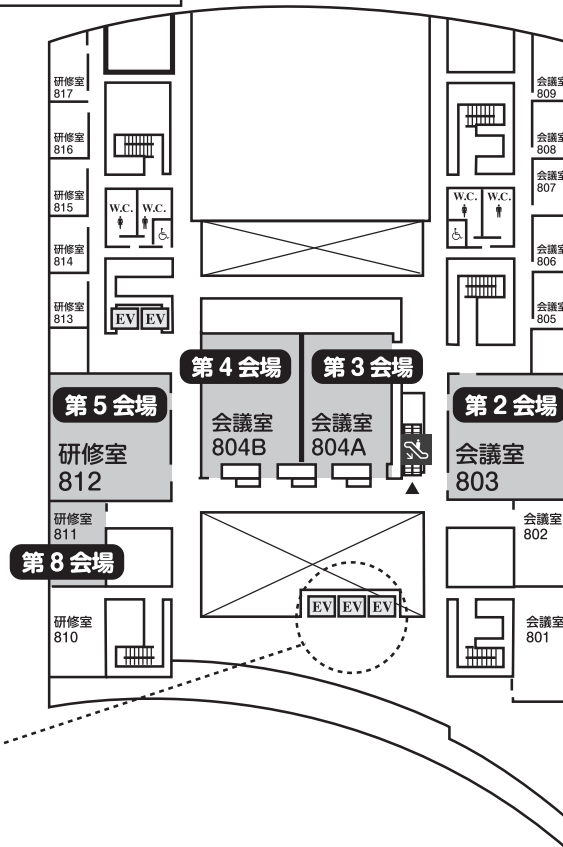 研修室
817
会議室
809
研修室
816
会議室
808
会議室
807
研修室
815
W.C.
W.C.
W.C.
W.C.
研修室
814
会議室
806
研修室
813
EV
EV
会議室
805
第4会場
第3会場
第5会場
第2会場
会議室
804B
会議室
804A
研修室
812
会議室
803
研修室
811
会議室
802
第8会場
EV
EV
EV
研修室
810
会議室
801